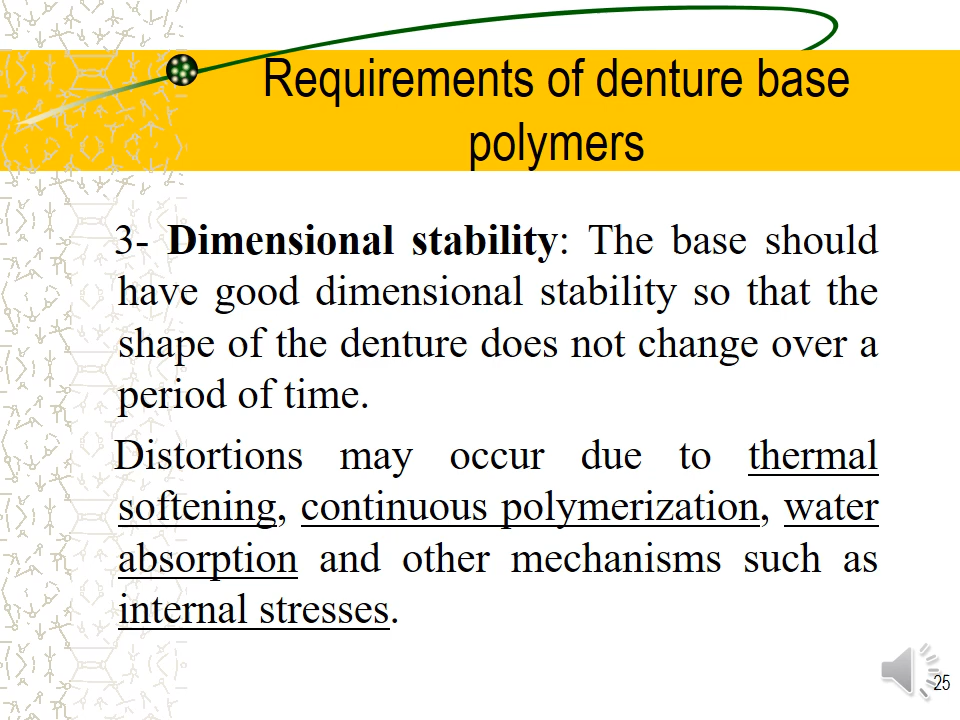 Requirements of denture base
polymers
3- Dimensional stability: The base should
have good dimensional stability so that the
shape of the denture does not change over a
period of time.
Distortions may occur due to thermal
softening, continuous polymerization, water
absorption and other mechanisms such as
internal stresses.
25